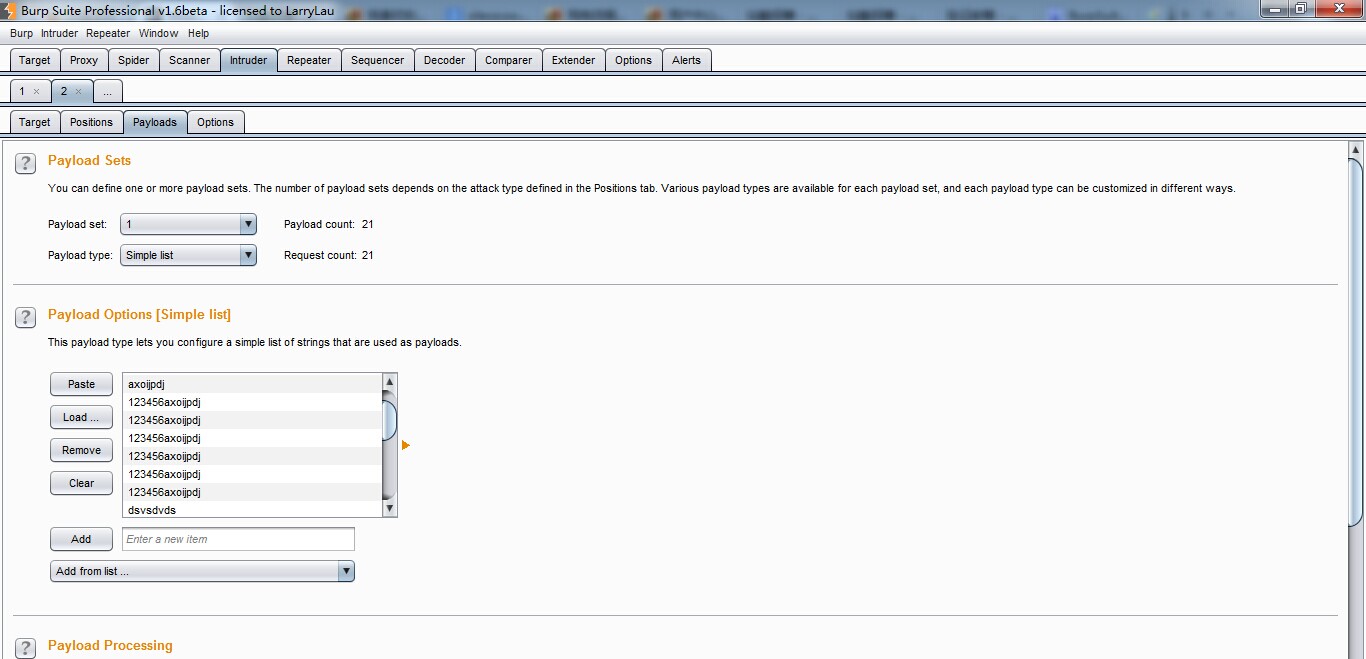 Burp Suite Professional v1.6beta - licensed to LarryLau
Burp Intruder Repeater Window Help
Target Proxy Spider Scanner Intruder Repeater Sequencer Decoder Comparer Extender Options Alerts
1 × 2 × ...
Target Positions Payloads Options
? Payload Sets
You can define one or more payload sets. The number of payload sets depends on the attack type defined in the Positions tab. Various payload types are available for each payload set, and each payload type can be customized in different ways.
Payload set: 1 Payload count: 21
Payload type: Simple list Request count: 21
? Payload Options [Simple list]
This payload type lets you configure a simple list of strings that are used as payloads.
Paste axoijpdj
123456axoijpdj
Load ... 123456axoijpdj
123456axoijpdj
Remove 123456axoijpdj
123456axoijpdj
Clear 123456axoijpdj
dsvsdvds
Add Enter a new item
Add from list ...
? Payload Processing